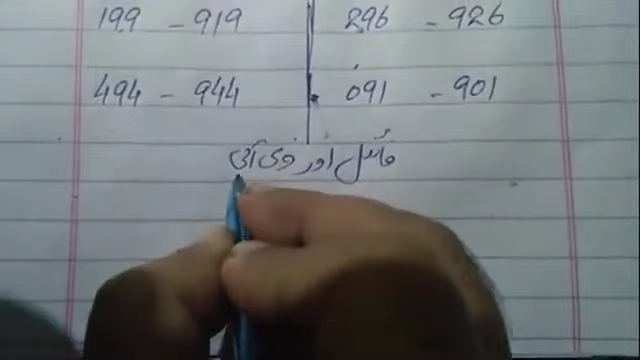 199 - 919 296 - 926
494 - 944 091 - 901
فائنل اور وی آئی